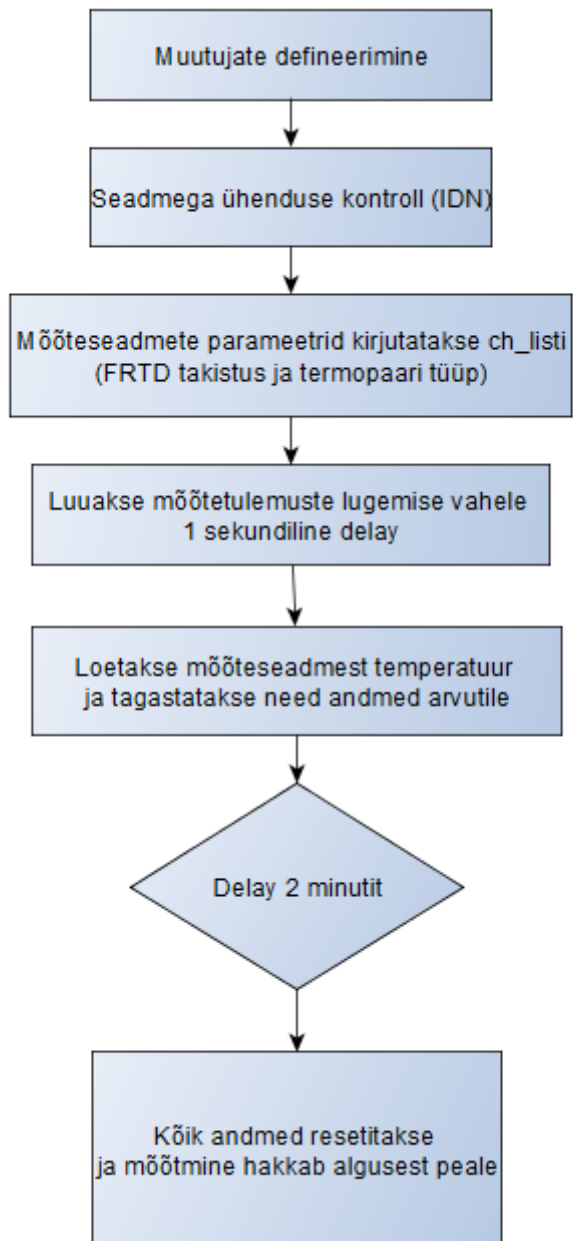 Muutujate defineerimine
Seadmega ühenduse kontroll (IDN)
Mõõteseadmete parameetrid kirjutatakse ch_listi
(FRTD takistus ja termopaari tüüp)
Luuakse mõõtetulemuste lugemise vahele
1 sekundiline delay
Loetakse mõõteseadmest temperatuur
ja tagastatakse need andmed arvutile
Delay 2 minutit
Kõik andmed resetitakse
ja mõõtmine hakkab algusest peale